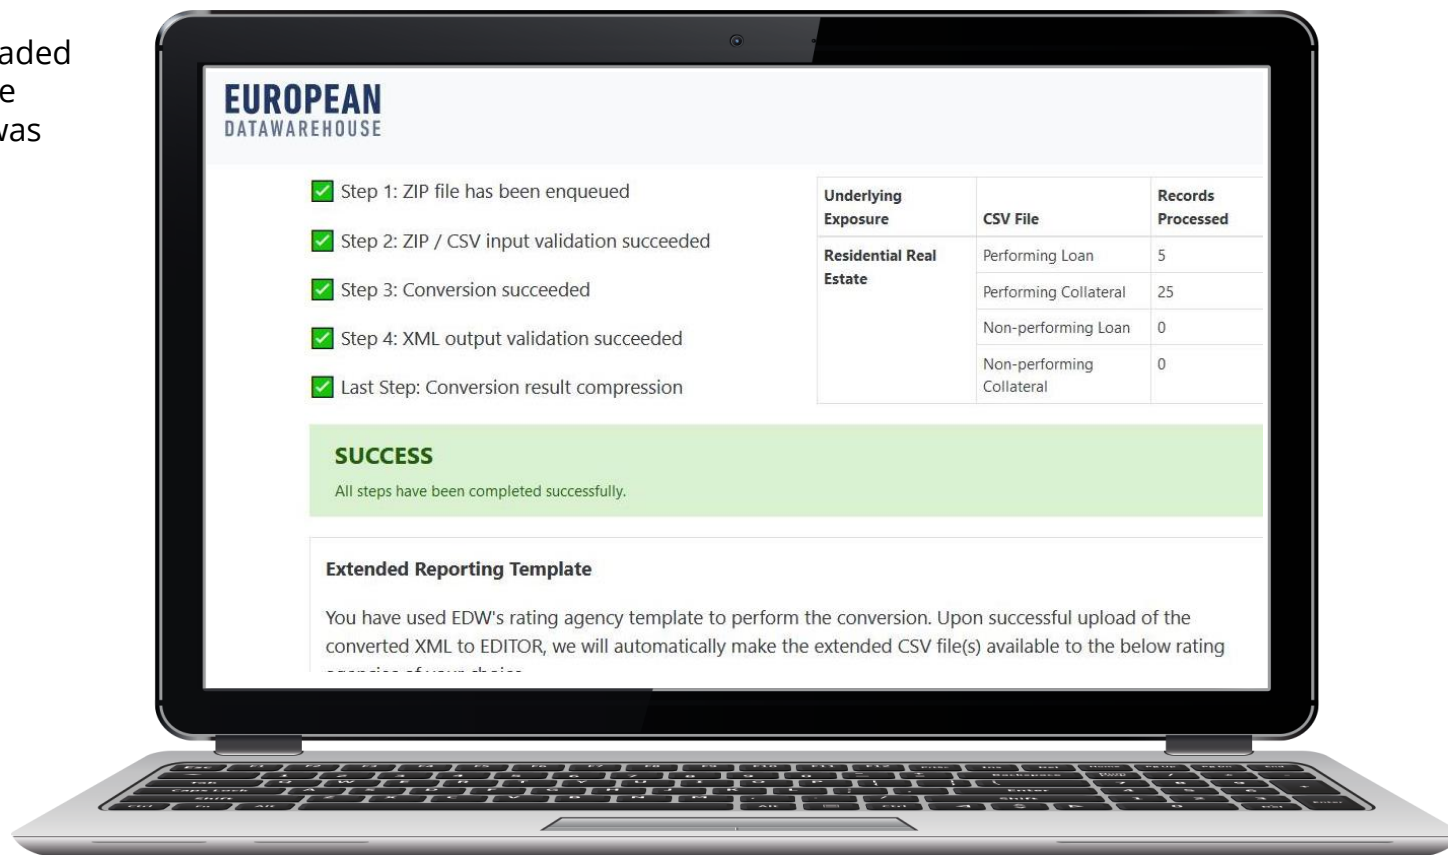 aded
e
was
EUROPEAN
DATAWAREHOUSE
Step 1: ZIP file has been enqueued
Step 2: ZIP / CSV input validation succeeded
Step 3: Conversion succeeded
Step 4: XML output validation succeeded
Last Step: Conversion result compression
Underlying
Exposure
CSV File
Records
Processed
Residential Real
Estate
Performing Loan
5
Performing Collateral
25
Non-performing Loan
0
Non-performing
Collateral
0
SUCCESS
All steps have been completed successfully.
Extended Reporting Template
You have used EDW's rating agency template to perform the conversion. Upon successful upload of the
converted XML to EDITOR, we will automatically make the extended CSV file(s) available to the below rating